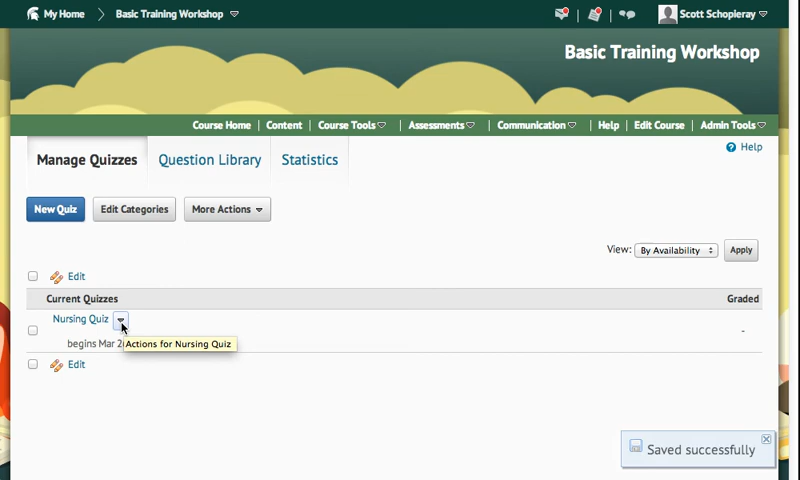 My Home
Basic Training Workshop
Scott Schopieray
Basic Training Workshop
Course Home | Content | Course Tools | Assessments | Communication | Help | Edit Course | Admin Tools
Manage Quizzes
Question Library
Statistics
Help
New Quiz
Edit Categories
More Actions
View: By Availability
Apply
Edit
Current Quizzes
Graded
Nursing Quiz
begins Mar
Actions for Nursing Quiz
-
Edit
Saved successfully